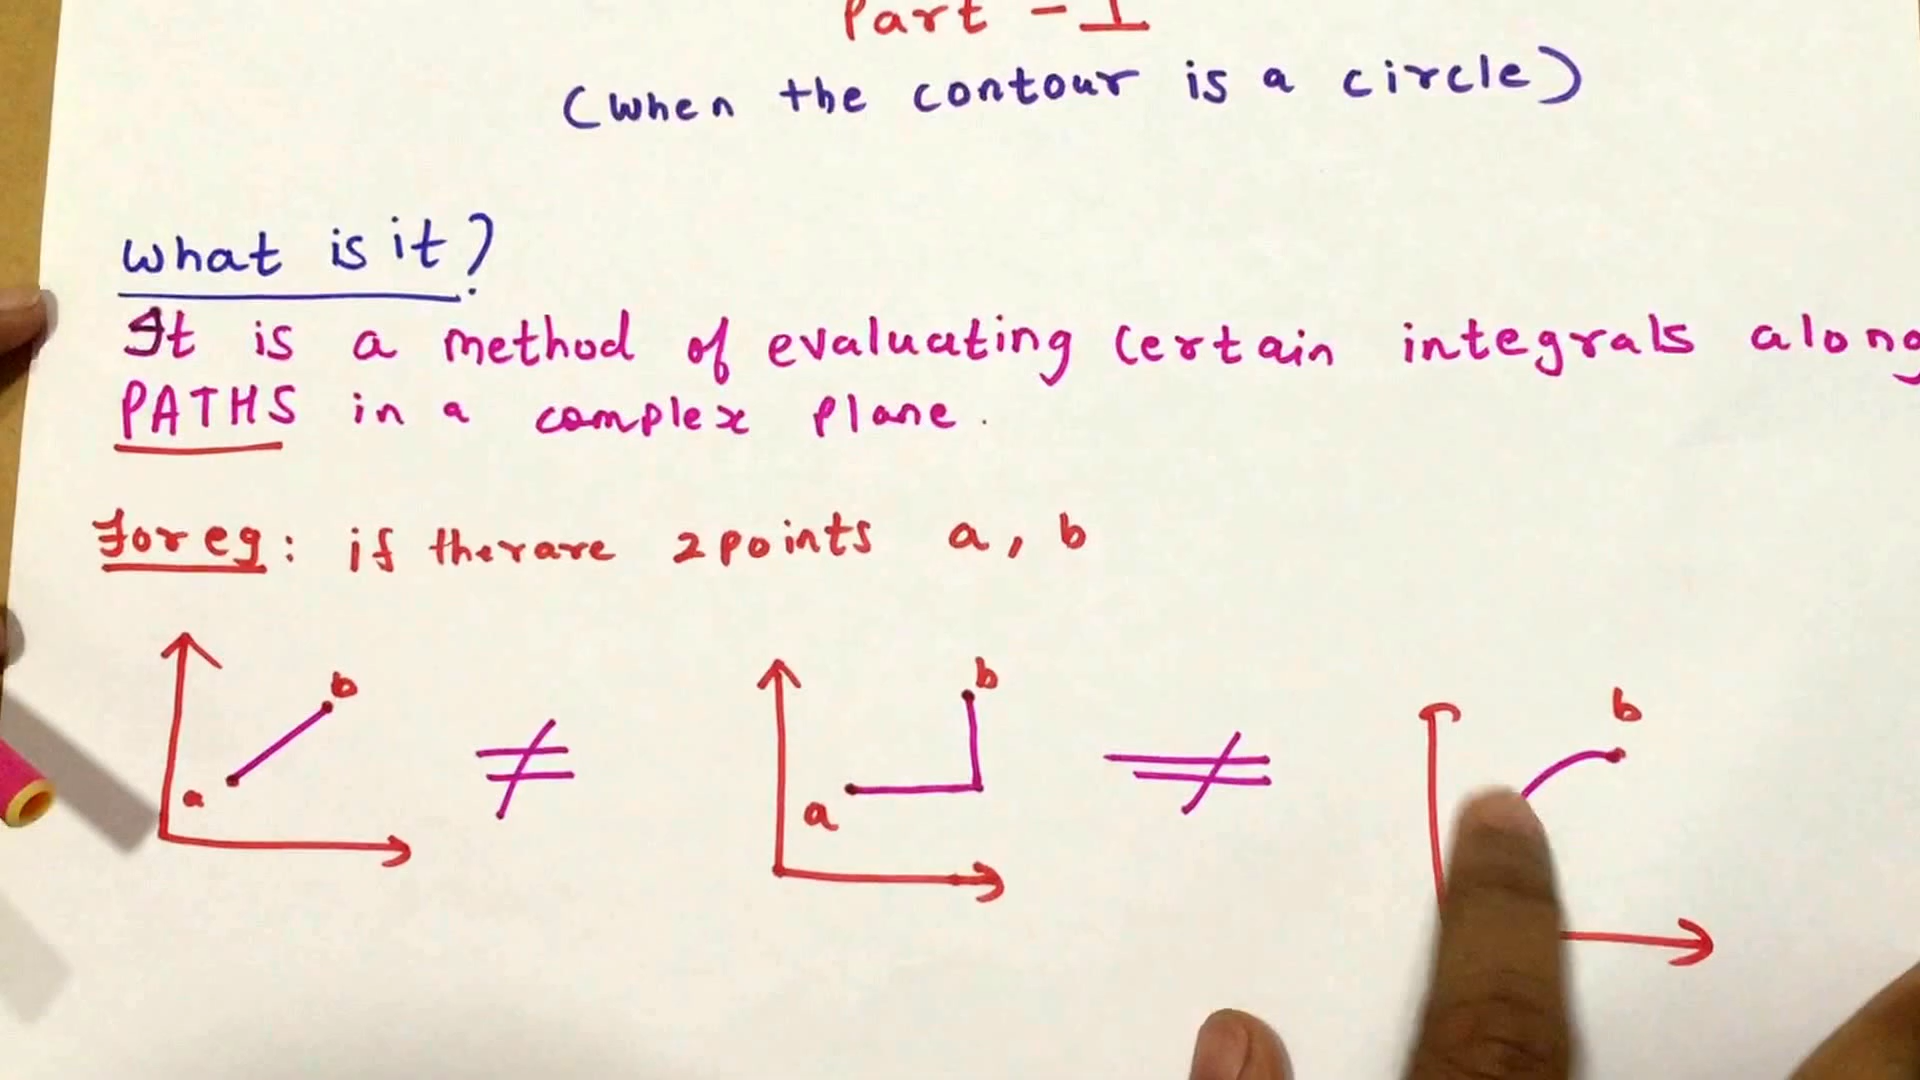 Part - I
(when the contour is a circle)
what is it?
It is a method of evaluating certain integrals along
PATHS in a complex plane.
For eg: if therare 2 points a, b
b
a
≠
b
a
≠
b